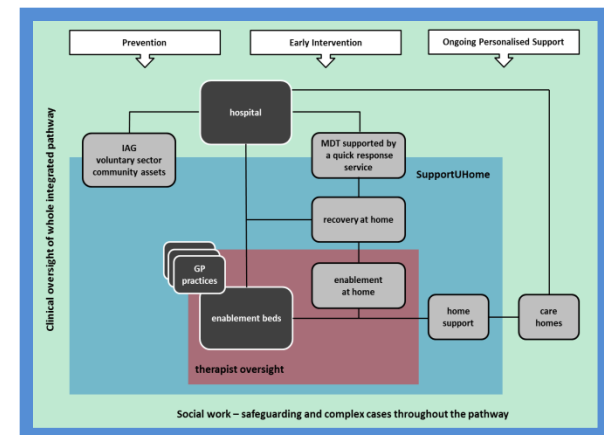 Prevention
Early Intervention
Ongoing Personalised Support
hospital
IAG
voluntary sector
community assets
MDT supported by
a quick response
service
SupportUHome
recovery at home
GP
practices
enablement
at home
enablement beds
home
support
care
homes
therapist oversight
Clinical oversight of whole integrated pathway
Social work – safeguarding and complex cases throughout the pathway